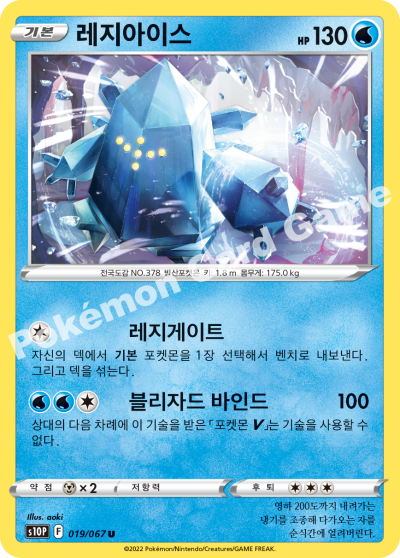 기본 레지아이스 HP 130
전국도감 NO.378 빙산포켓몬 키: 1.8 m 몸무게: 175.0 kg
레지게이트
자신의 덱에서 기본 포켓몬을 1장 선택해서 벤치로 내보낸다.
그리고 덱을 섞는다.
블리자드 바인드 100
상대의 다음 차례에 이 기술을 받은 「포켓몬 V」는 기술을 사용할 수
없다.
약점 ×2 저항력 후퇴
Illus. aoki
s10P F 019/067 U
영하 200도까지 내려가는
냉기를 조종해 다가오는 자를
순식간에 얼려버린다.
©2022 Pokémon/Nintendo/Creatures/GAME FREAK.
Pokémon Card Game